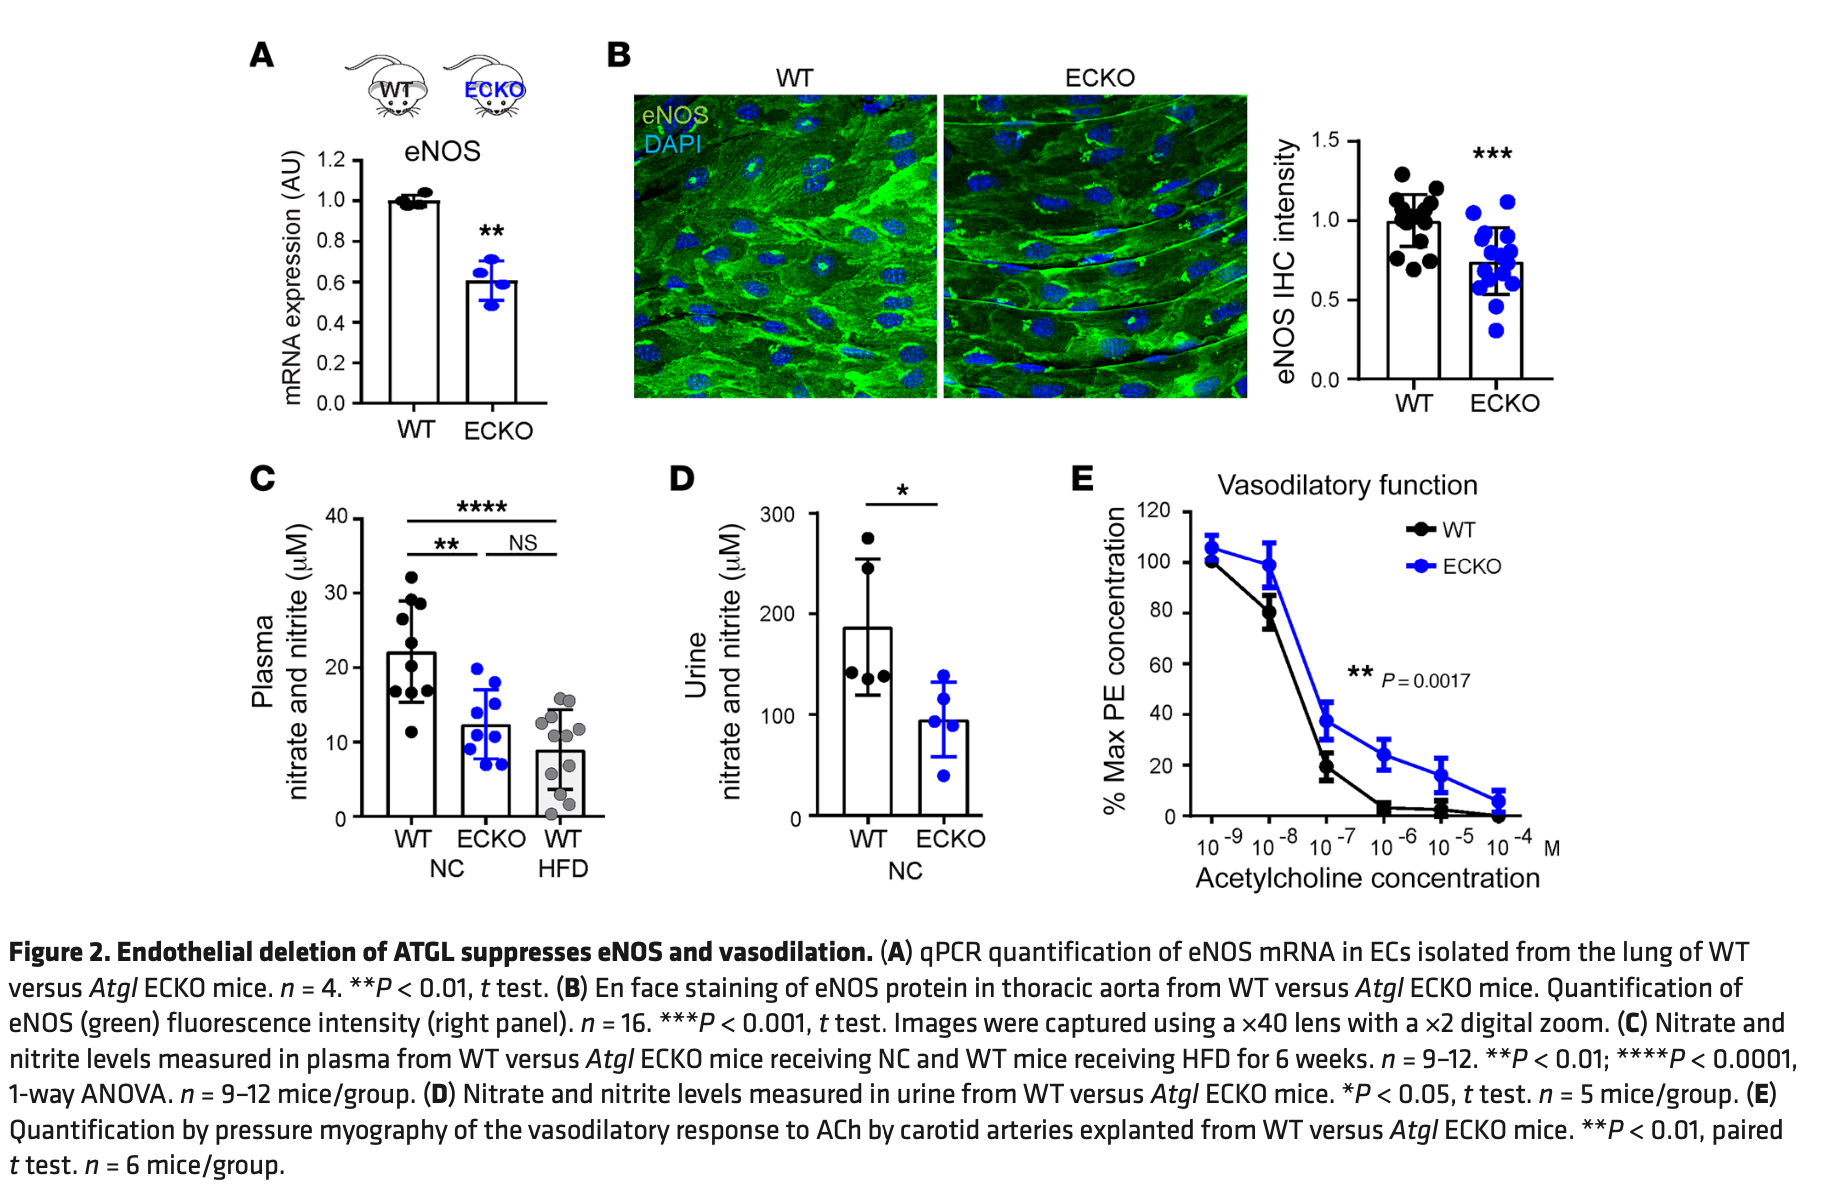 A
WT
ECKO
eNOS
mRNA expression (AU)
1.2
1.0
0.8
0.6
0.4
0.2
0.0
**
WT
ECKO
B
WT
ECKO
eNOS
DAPI
eNOS IHC intensity
1.5
1.0
0.5
0.0
***
WT
ECKO
C
Plasma
nitrate and nitrite (μM)
40
30
20
10
0
****
**
NS
WT
ECKO
WT
NC
HFD
D
Urine
nitrate and nitrite (μM)
300
200
100
0
*
WT
ECKO
NC
E
Vasodilatory function
% Max PE concentration
120
100
80
60
40
20
0
WT
ECKO
** P = 0.0017
10 -9 10 -8 10 -7 10 -6 10 -5 10 -4 M
Acetylcholine concentration
Figure 2. Endothelial deletion of ATGL suppresses eNOS and vasodilation. (A) qPCR quantification of eNOS mRNA in ECs isolated from the lung of WT
versus Atgl ECKO mice. n = 4. **P < 0.01, t test. (B) En face staining of eNOS protein in thoracic aorta from WT versus Atgl ECKO mice. Quantification of
eNOS (green) fluorescence intensity (right panel). n = 16. ***P < 0.001, t test. Images were captured using a ×40 lens with a ×2 digital zoom. (C) Nitrate and
nitrite levels measured in plasma from WT versus Atgl ECKO mice receiving NC and WT mice receiving HFD for 6 weeks. n = 9–12. **P < 0.01; ****P < 0.0001,
1-way ANOVA. n = 9–12 mice/group. (D) Nitrate and nitrite levels measured in urine from WT versus Atgl ECKO mice. *P < 0.05, t test. n = 5 mice/group. (E)
Quantification by pressure myography of the vasodilatory response to ACh by carotid arteries explanted from WT versus Atgl ECKO mice. **P < 0.01, paired
t test. n = 6 mice/group.